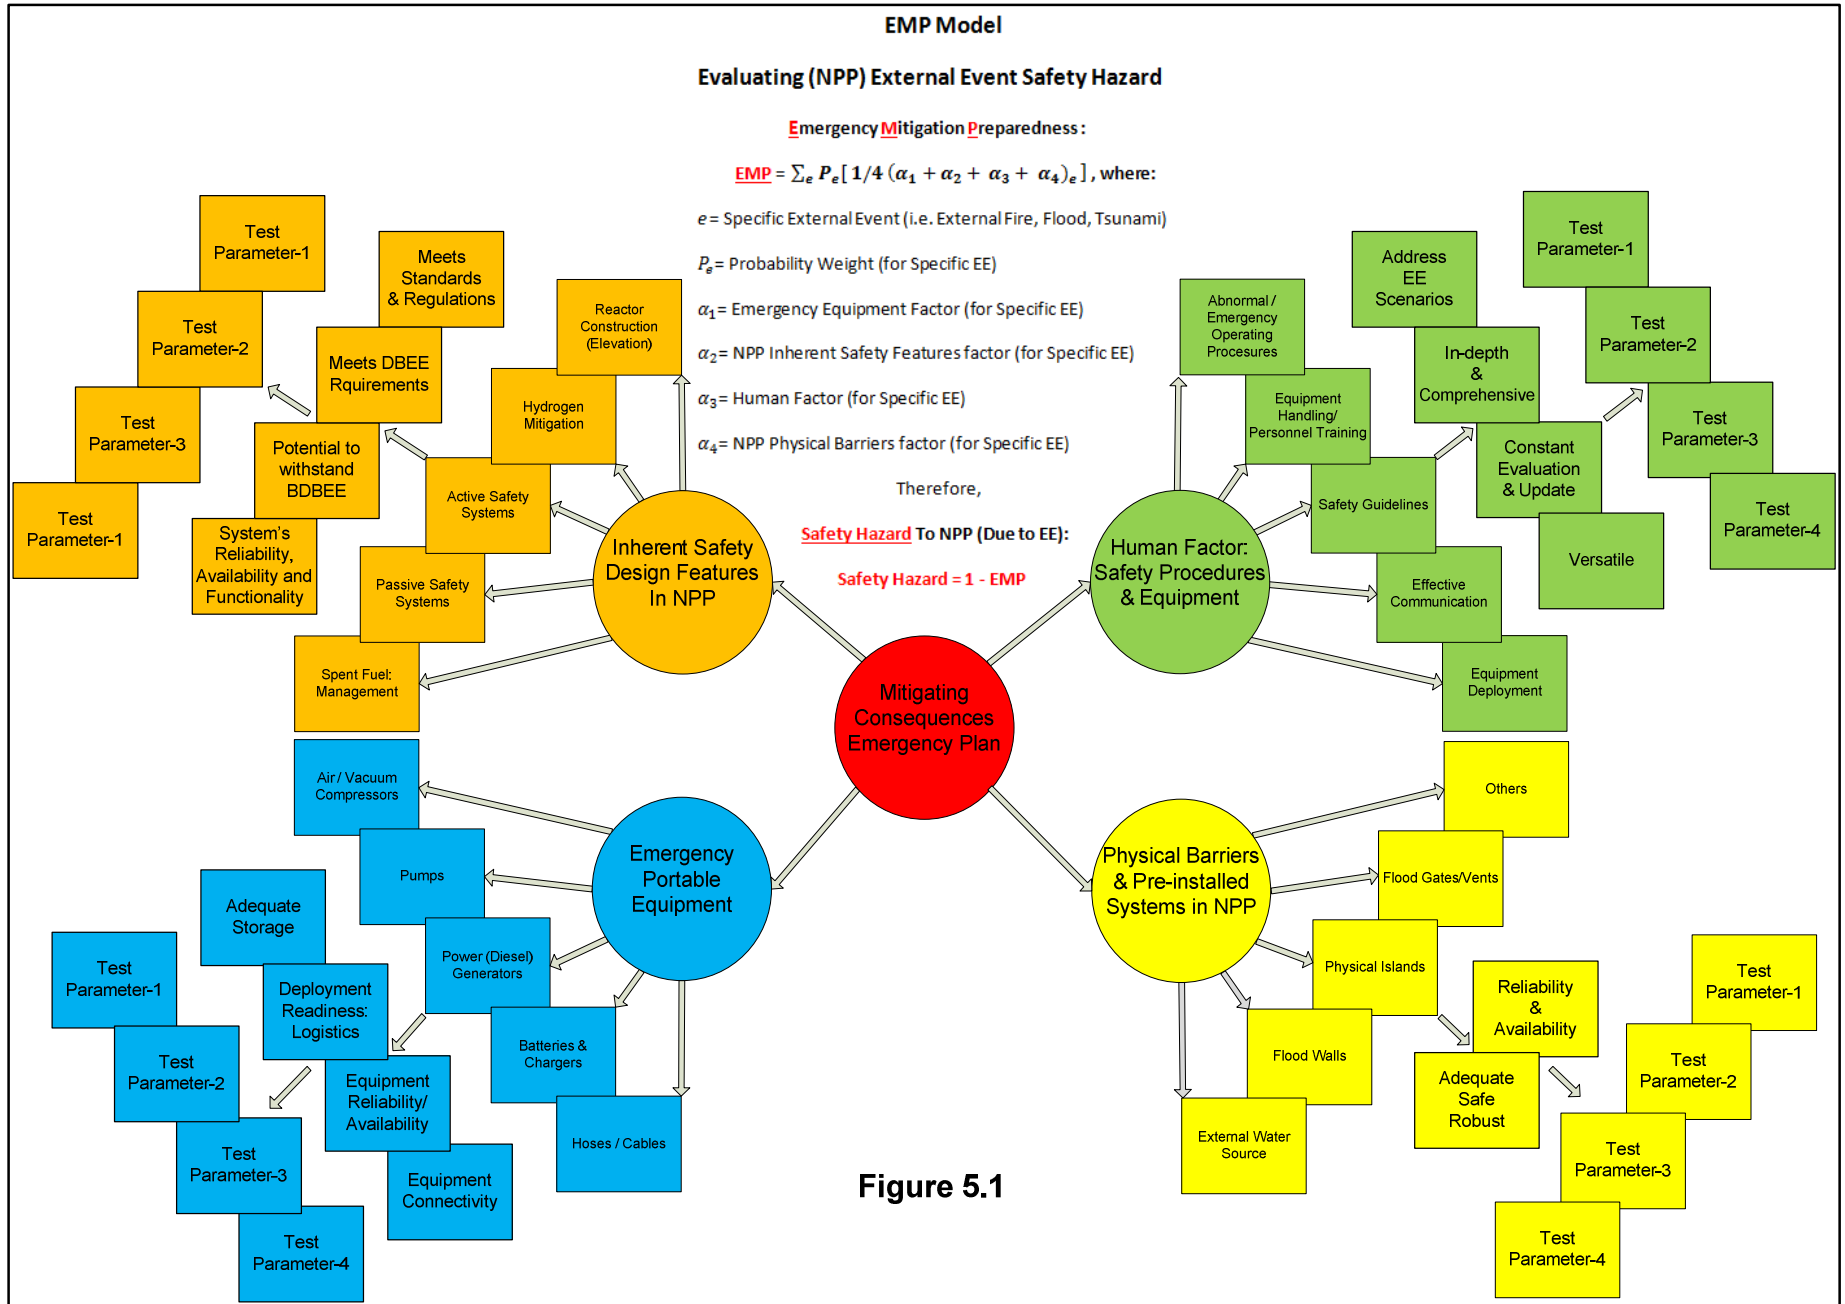 EMP Model
Evaluating (NPP) External Event Safety Hazard
Emergency Mitigation Preparedness :
EMP = ∑e Pe[ 1/4 (α1 + α2 + α3 + α4)e ] , where:
e = Specific External Event (i.e. External Fire, Flood, Tsunami)
Pe = Probability Weight (for Specific EE)
α1 = Emergency Equipment Factor (for Specific EE)
α2 = NPP Inherent Safety Features factor (for Specific EE)
α3 = Human Factor (for Specific EE)
α4 = NPP Physical Barriers factor (for Specific EE)
Therefore,
Safety Hazard To NPP (Due to EE):
Safety Hazard = 1 - EMP
Test
Parameter-1
Test
Parameter-2
Test
Parameter-3
Test
Parameter-1
Meets
Standards
& Regulations
Meets DBEE
Rquirements
Potential to
withstand
BDBEE
System's
Reliability,
Availability and
Functionality
Reactor
Construction
(Elevation)
Hydrogen
Mitigation
Active Safety
Systems
Passive Safety
Systems
Spent Fuel:
Management
Inherent Safety
Design Features
In NPP
Abnormal /
Emergency
Operating
Procesures
Equipment
Handling/
Personnel Training
Safety Guidelines
Effective
Communication
Equipment
Deployment
Address
EE
Scenarios
In-depth
&
Comprehensive
Constant
Evaluation
& Update
Versatile
Test
Parameter-1
Test
Parameter-2
Test
Parameter-3
Test
Parameter-4
Human Factor:
Safety Procedures
& Equipment
Mitigating
Consequences
Emergency Plan
Air / Vacuum
Compressors
Pumps
Power (Diesel)
Generators
Batteries &
Chargers
Hoses / Cables
Emergency
Portable
Equipment
Adequate
Storage
Deployment
Readiness:
Logistics
Equipment
Reliability/
Availability
Equipment
Connectivity
Test
Parameter-1
Test
Parameter-2
Test
Parameter-3
Test
Parameter-4
Physical Barriers
& Pre-installed
Systems in NPP
Others
Flood Gates/Vents
Physical Islands
Flood Walls
External Water
Source
Reliability
&
Availability
Adequate
Safe
Robust
Test
Parameter-1
Test
Parameter-2
Test
Parameter-3
Test
Parameter-4
Figure 5.1